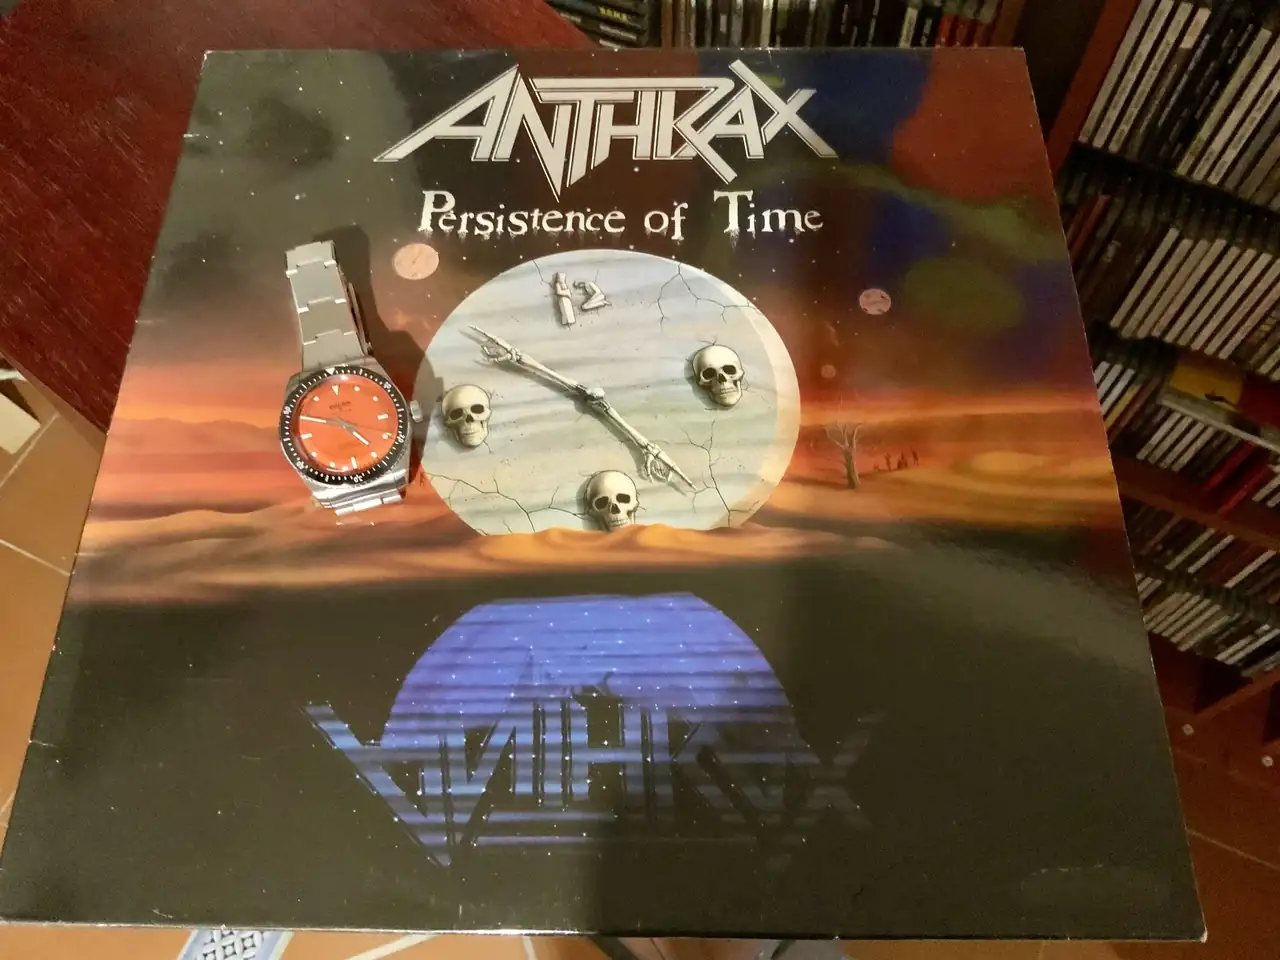 ANTHRAX
Persistence of Time
12
ANTHRAX